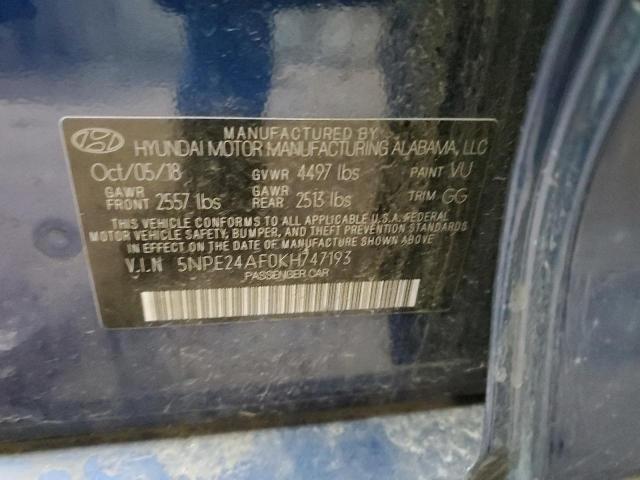 MANUFACTURED BY
HYUNDAI MOTOR MANUFACTURING ALABAMA, LLC
Oct/05/18 GVWR 4497 lbs PAINT VU
GAWR FRONT 2557 lbs GAWR REAR 2513 lbs TRIM GG
THIS VEHICLE CONFORMS TO ALL APPLICABLE U.S.A. FEDERAL
MOTOR VEHICLE SAFETY, BUMPER, AND THEFT PREVENTION STANDARDS
IN EFFECT ON THE DATE OF MANUFACTURE SHOWN ABOVE.
V.I.N 5NPE24AF0KH747193
PASSENGER CAR